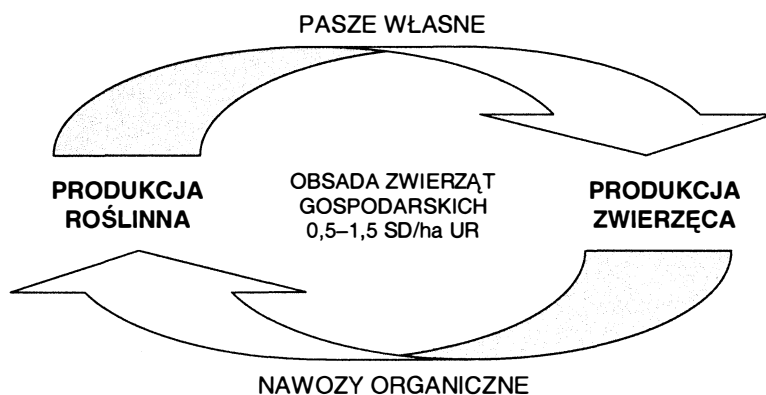 PASZE WŁASNE
PRODUKCJA
ROŚLINNA
OBSADA ZWIERZĄT
GOSPODARSKICH
0,5–1,5 SD/ha UR
PRODUKCJA
ZWIERZĘCA
NAWOZY ORGANICZNE